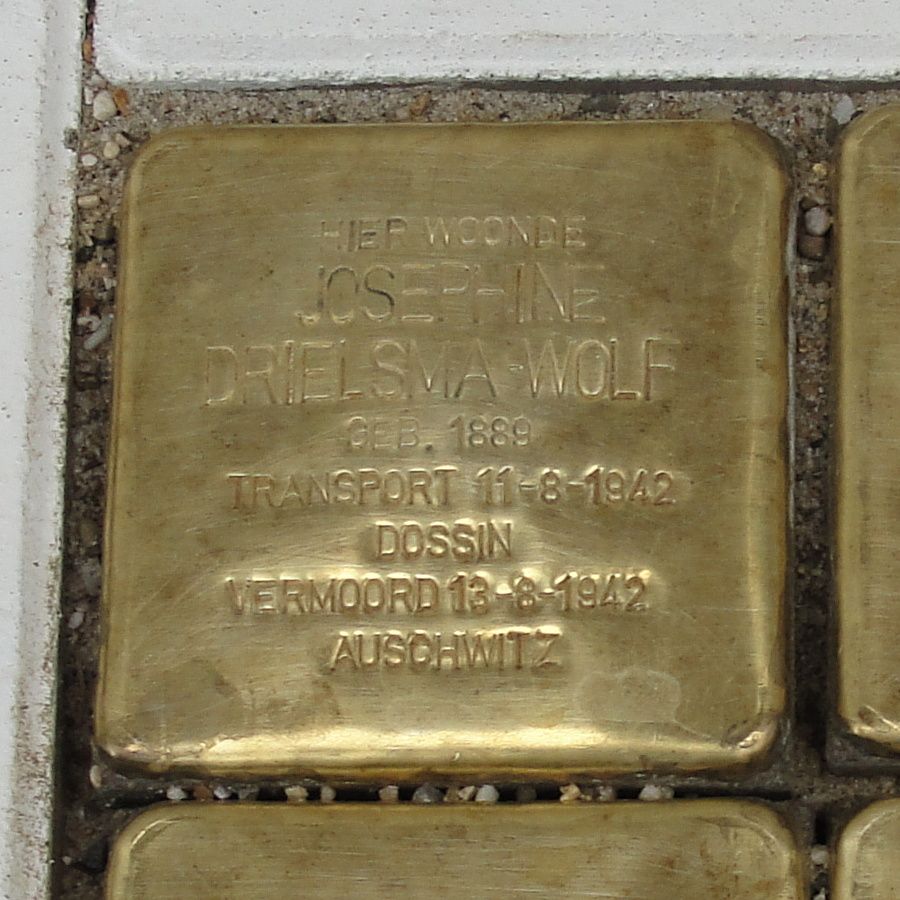 HIER WOONDE
JOSEPHINE
DRIELSMA-WOLF
GEB. 1889
TRANSPORT 11-8-1942
DOSSIN
VERMOORD 13-8-1942
AUSCHWITZ